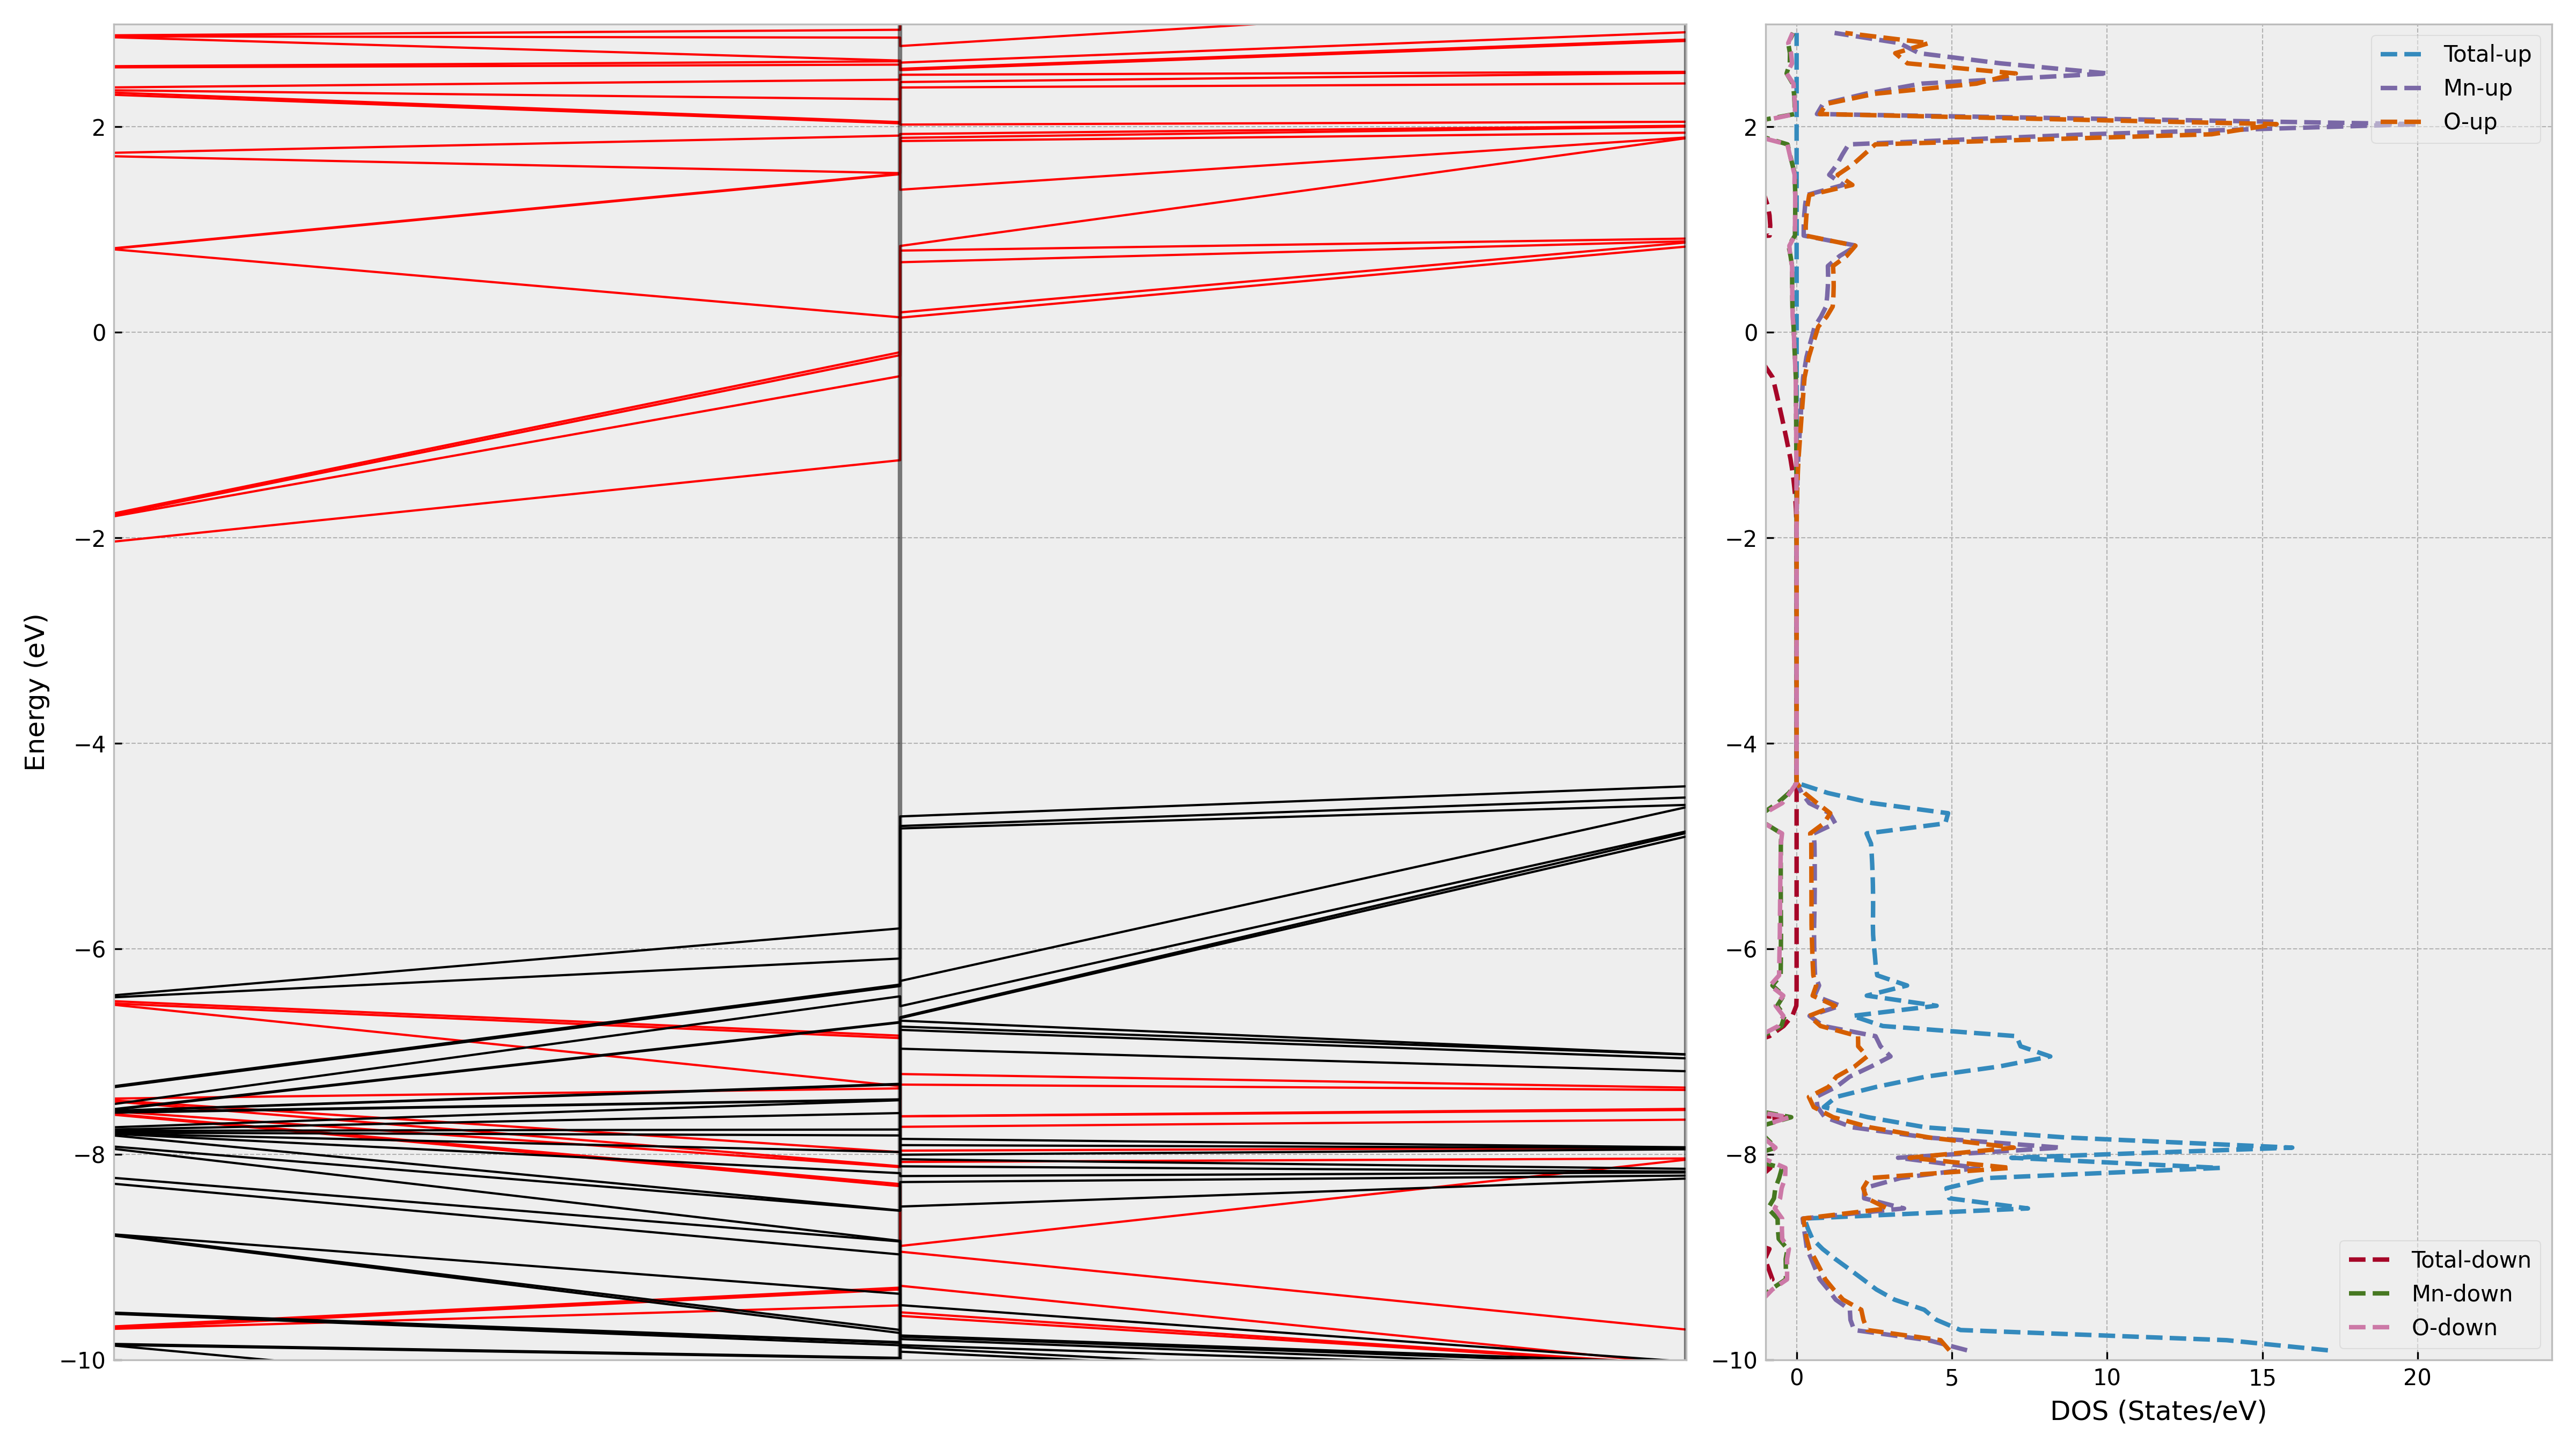 Energy (eV)
2
0
−2
−4
−6
−8
−10
2
0
−2
−4
−6
−8
−10
Total-up
Mn-up
O-up
Total-down
Mn-down
O-down
0 5 10 15 20
DOS (States/eV)